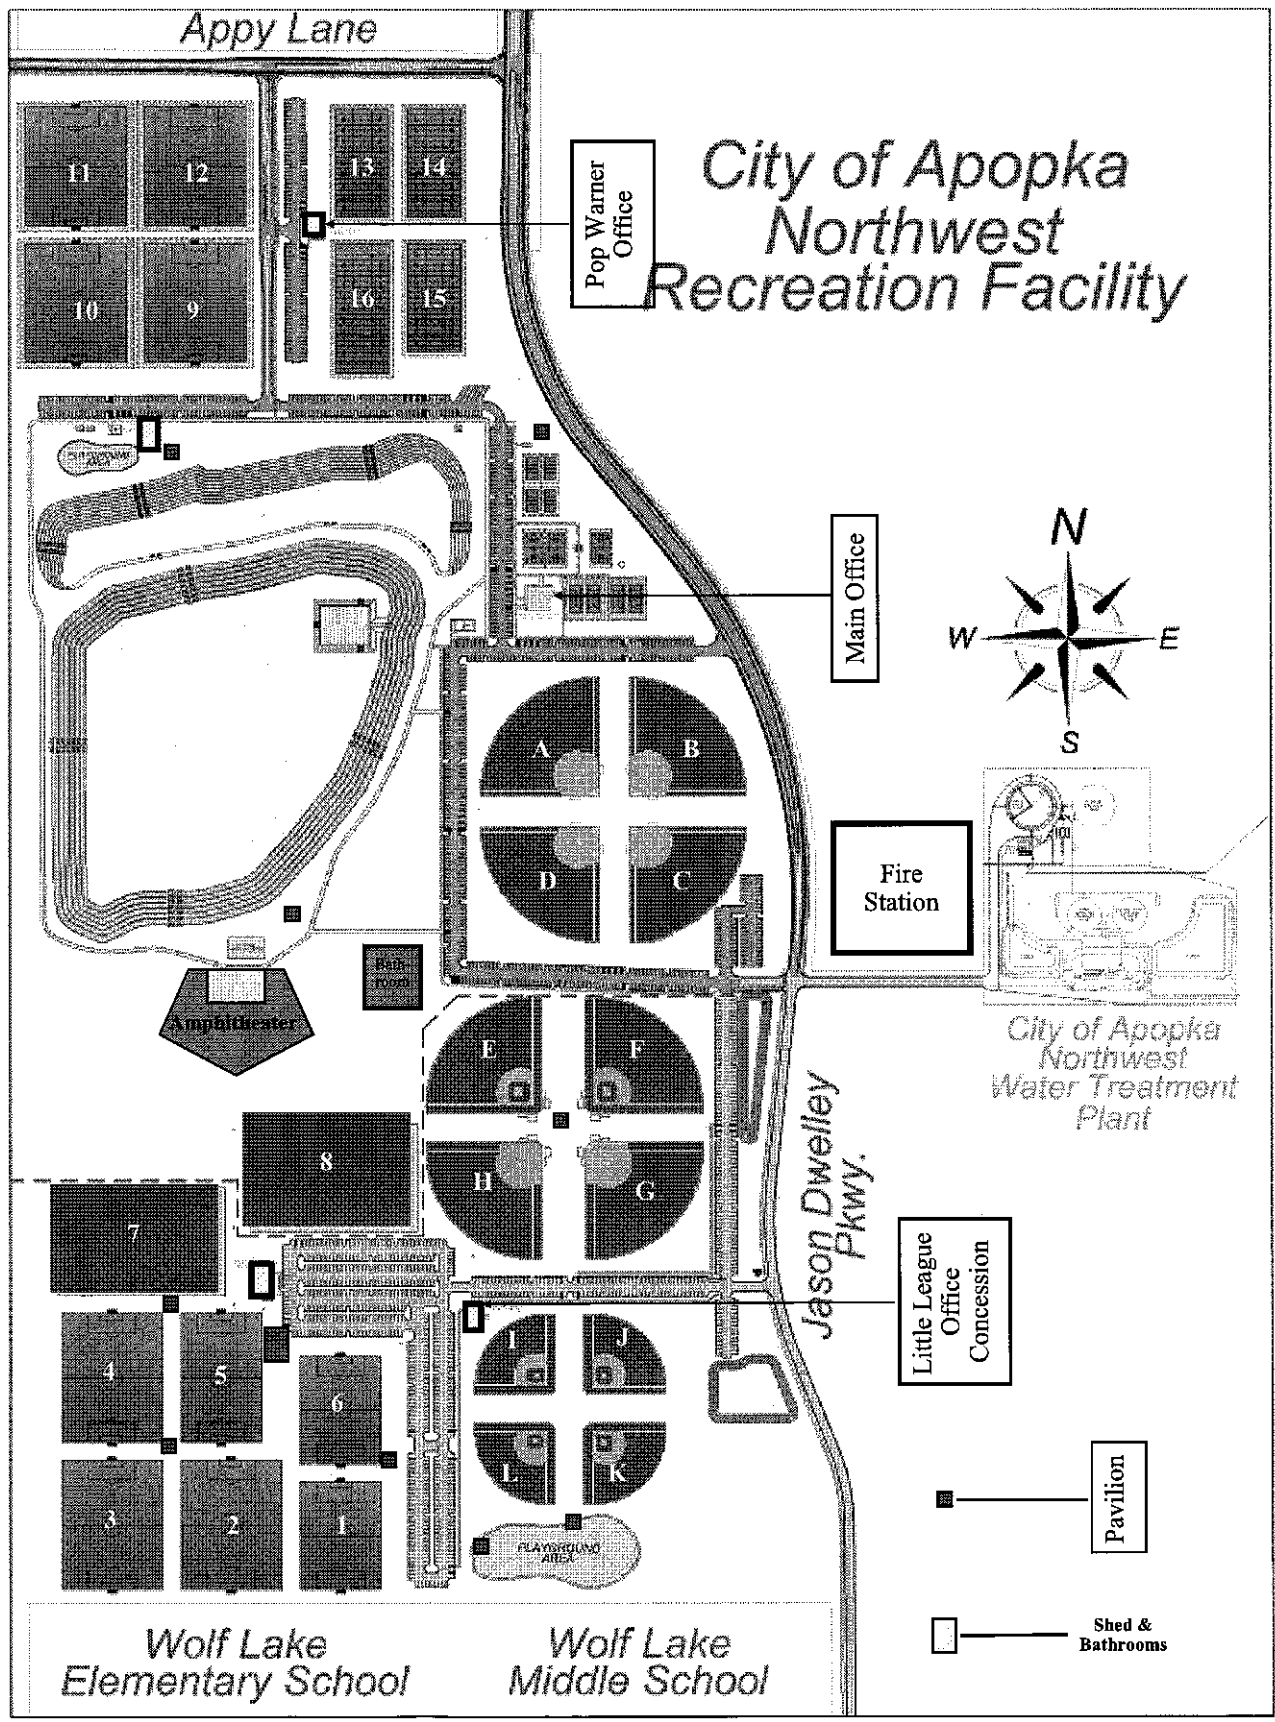 Appy Lane
City of Apopka
Northwest
Recreation Facility
11
12
13
14
Pop Warner
Office
10
9
16
15
PLAYGROUND
AREA
Main Office
N
W
E
S
A
B
D
C
Fire
Station
Bath
room
Amphitheater
City of Apopka
Northwest
Water Treatment
Plant
E
F
H
G
Jason Dwelley
Pkwy.
8
7
Little League
Office
Concession
4
5
6
I
J
L
K
3
2
1
PLAYGROUND
AREA
Pavilion
Shed &
Bathrooms
Wolf Lake
Elementary School
Wolf Lake
Middle School